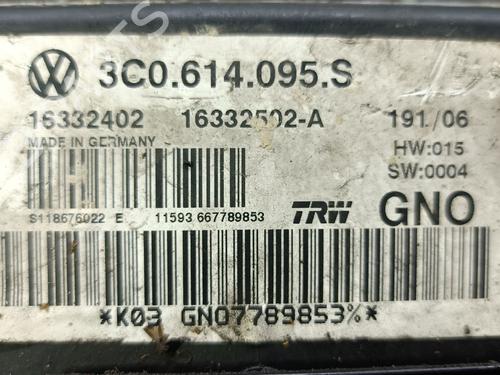 3C0.614.095.S
16332402 16332502-A 191./06
MADE IN GERMANY HW:015
SW:0004
S118676022 E 11593 667789853 TRW GNO
*K03 GNO7789853%*